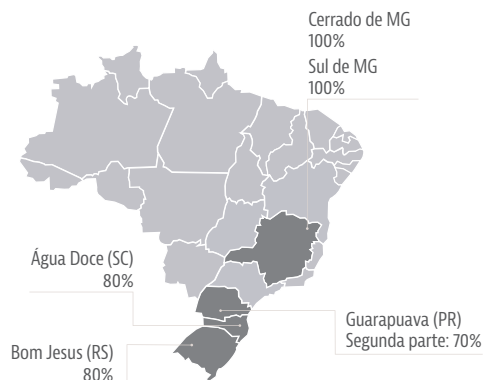 Cerrado de MG
100%
Sul de MG
100%
Água Doce (SC)
80%
Guarapuava (PR)
Segunda parte: 70%
Bom Jesus (RS)
80%